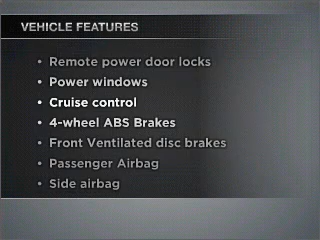 VEHICLE FEATURES
• Remote power door locks
• Power windows
• Cruise control
• 4-wheel ABS Brakes
• Front Ventilated disc brakes
• Passenger Airbag
• Side airbag